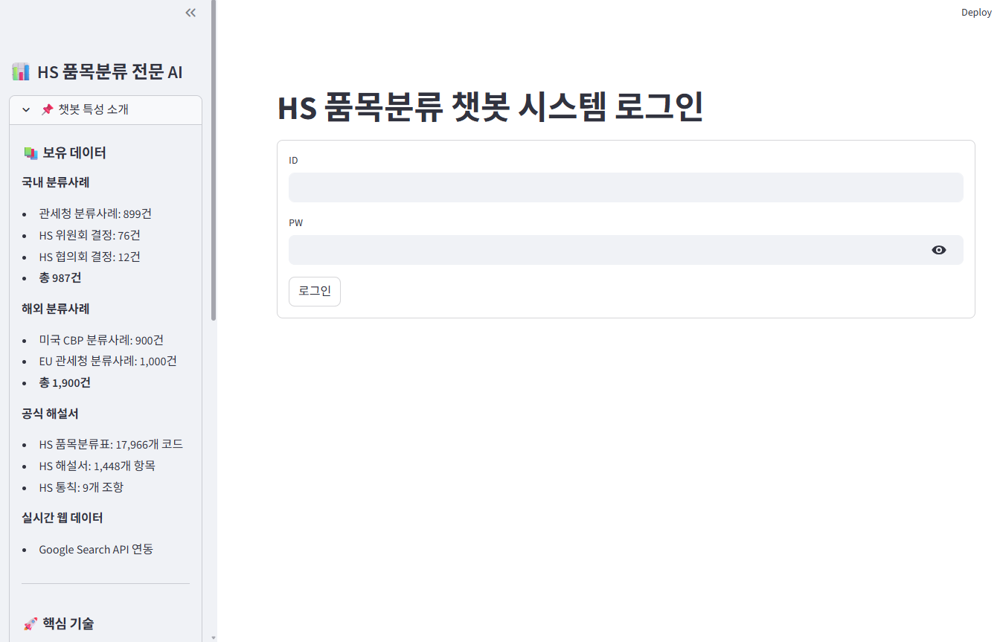 Deploy
HS 품목분류 전문 AI
챗봇 특성 소개
보유 데이터
국내 분류사례
관세청 분류사례: 899건
HS 위원회 결정: 76건
HS 협의회 결정: 12건
총 987건
해외 분류사례
미국 CBP 분류사례: 900건
EU 관세청 분류사례: 1,000건
총 1,900건
공식 해설서
HS 품목분류표: 17,966개 코드
HS 해설서: 1,448개 항목
HS 통칙: 9개 조항
실시간 웹 데이터
Google Search API 연동
핵심 기술
HS 품목분류 챗봇 시스템 로그인
ID
PW
로그인